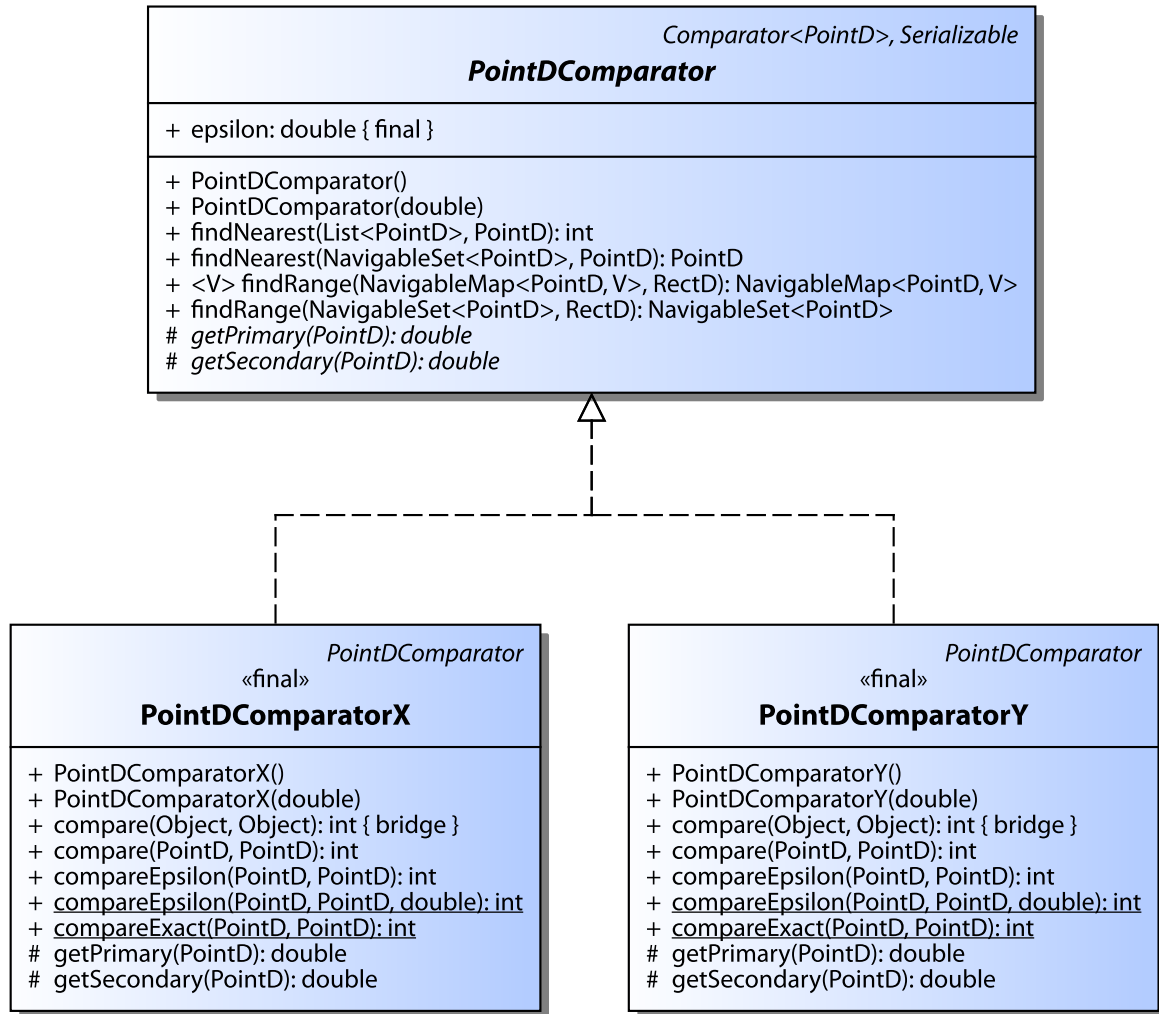 Comparator<PointD>, Serializable
PointDComparator
+ epsilon: double { final }
+ PointDComparator()
+ PointDComparator(double)
+ findNearest(List<PointD>, PointD): int
+ findNearest(NavigableSet<PointD>, PointD): PointD
+ <V> findRange(NavigableMap<PointD, V>, RectD): NavigableMap<PointD, V>
+ findRange(NavigableSet<PointD>, RectD): NavigableSet<PointD>
# getPrimary(PointD): double
# getSecondary(PointD): double
PointDComparator
«final»
PointDComparatorX
+ PointDComparatorX()
+ PointDComparatorX(double)
+ compare(Object, Object): int { bridge }
+ compare(PointD, PointD): int
+ compareEpsilon(PointD, PointD): int
+ compareEpsilon(PointD, PointD, double): int
+ compareExact(PointD, PointD): int
# getPrimary(PointD): double
# getSecondary(PointD): double
PointDComparator
«final»
PointDComparatorY
+ PointDComparatorY()
+ PointDComparatorY(double)
+ compare(Object, Object): int { bridge }
+ compare(PointD, PointD): int
+ compareEpsilon(PointD, PointD): int
+ compareEpsilon(PointD, PointD, double): int
+ compareExact(PointD, PointD): int
# getPrimary(PointD): double
# getSecondary(PointD): double